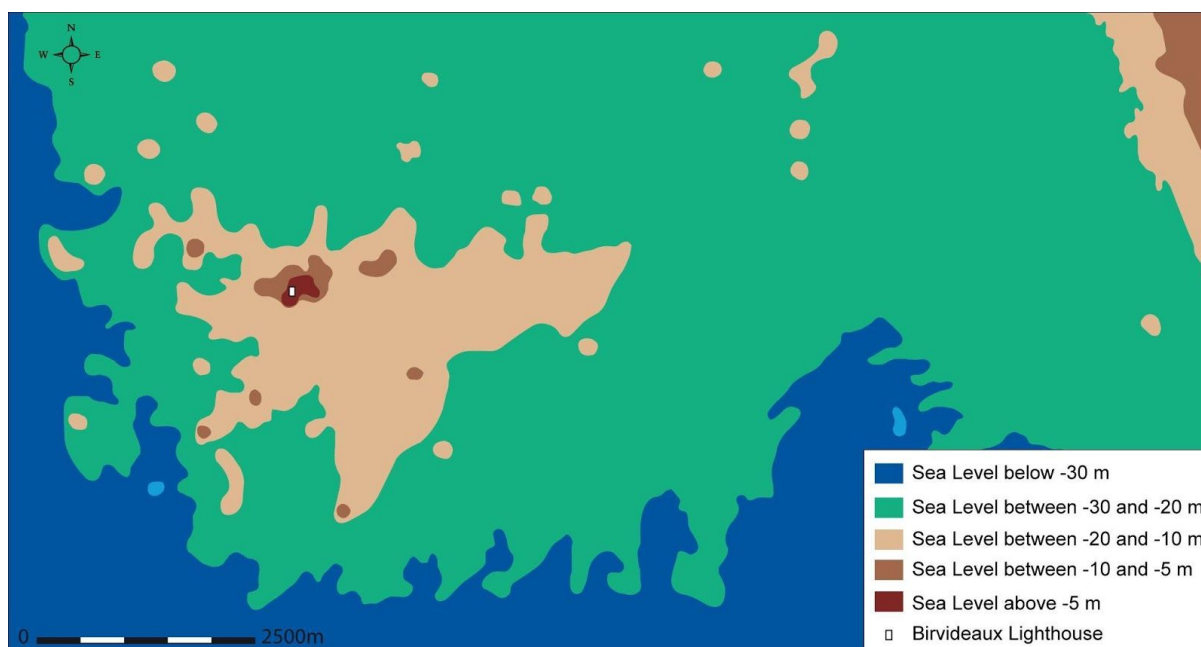 N
W E
S
Sea Level below -30 m
Sea Level between -30 and -20 m
Sea Level between -20 and -10 m
Sea Level between -10 and -5 m
Sea Level above -5 m
Birvideaux Lighthouse
0 2500m